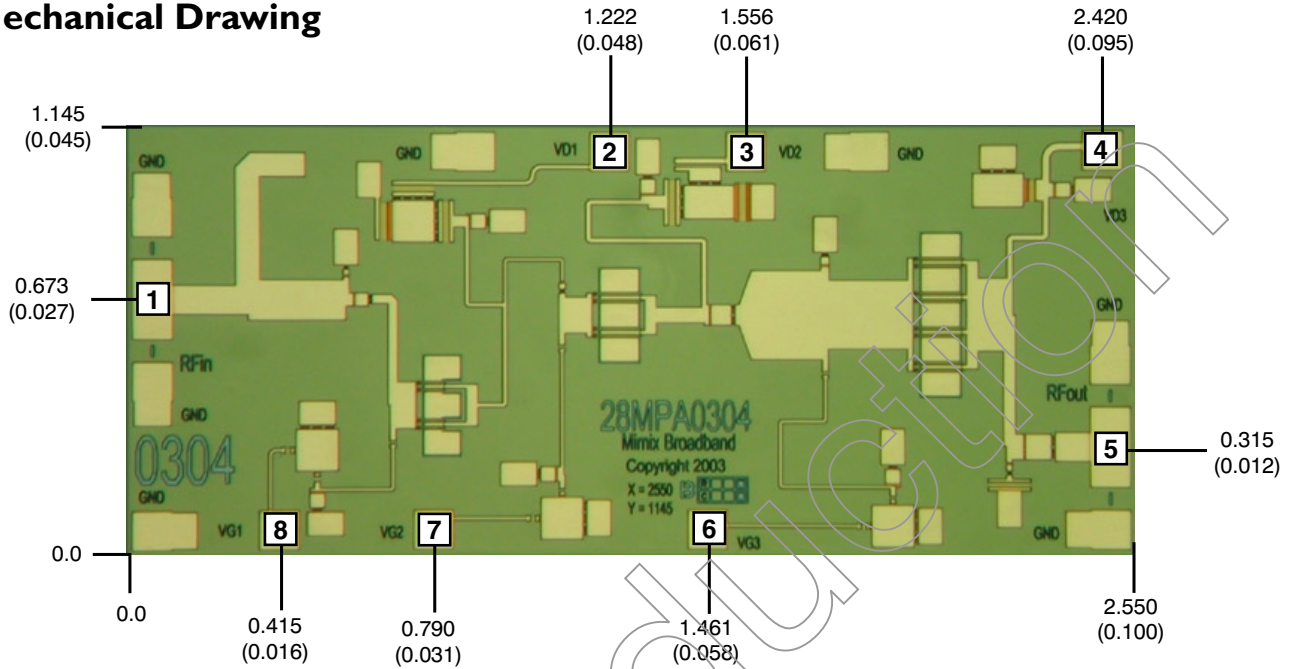 echanical Drawing
1.222
(0.048)
1.556
(0.061)
2.420
(0.095)
1.145
(0.045)
GND
GND
VD1
2
3
VD2
GND
4
VD3
0.673
(0.027)
1
GND
RFin
GND
RFout
28MPA0304
Mimix Broadband
Copyright 2003
X = 2550
Y = 1145
0304
5
0.315
(0.012)
GND
VG1
8
VG2
7
6
VG3
GND
0.0
0.0
0.415
(0.016)
0.790
(0.031)
1.461
(0.058)
2.550
(0.100)
duction